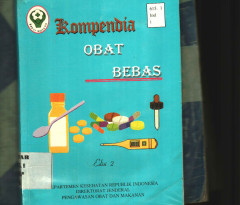 Kompendia
OBAT
BEBAS
Edisi 2
DEPARTEMEN KESEHATAN REPUBLIK INDONESIA
DIREKTORAT JENDERAL
PENGAWASAN OBAT DAN MAKANAN